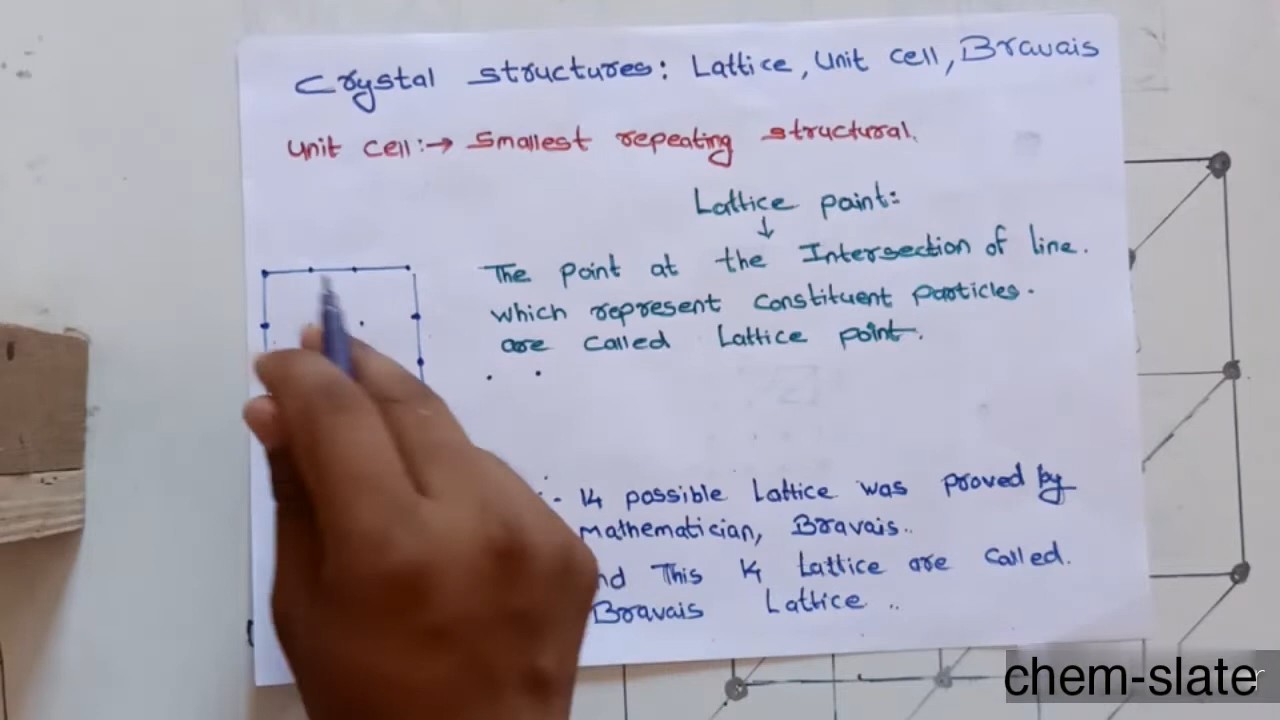 Crystal structures: Lattice, Unit cell, Bravais
Unit cell:→ Smallest repeating structural.
Lattice point:
↓
The point at the Intersection of line.
which represent constituent particles.
are called Lattice point.
14 possible Lattice was proved by
mathematician, Bravais..
nd This 14 Lattice are called.
Bravais Lattice ..
chem-slate